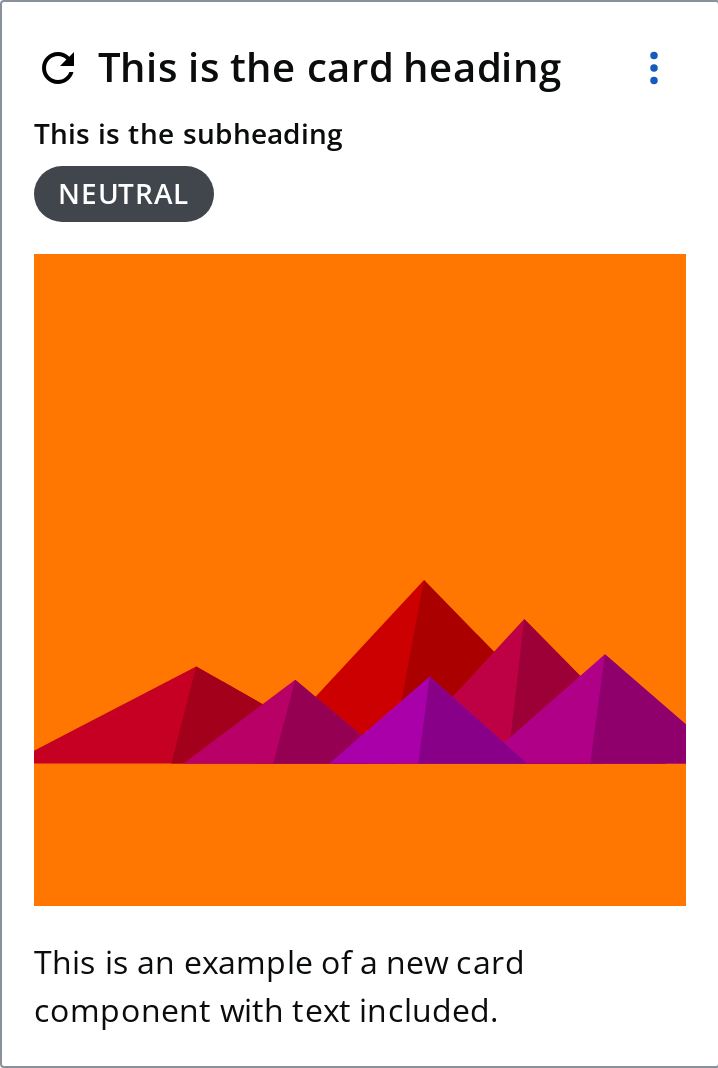 This is the card heading
This is the subheading
NEUTRAL
This is an example of a new card
component with text included.